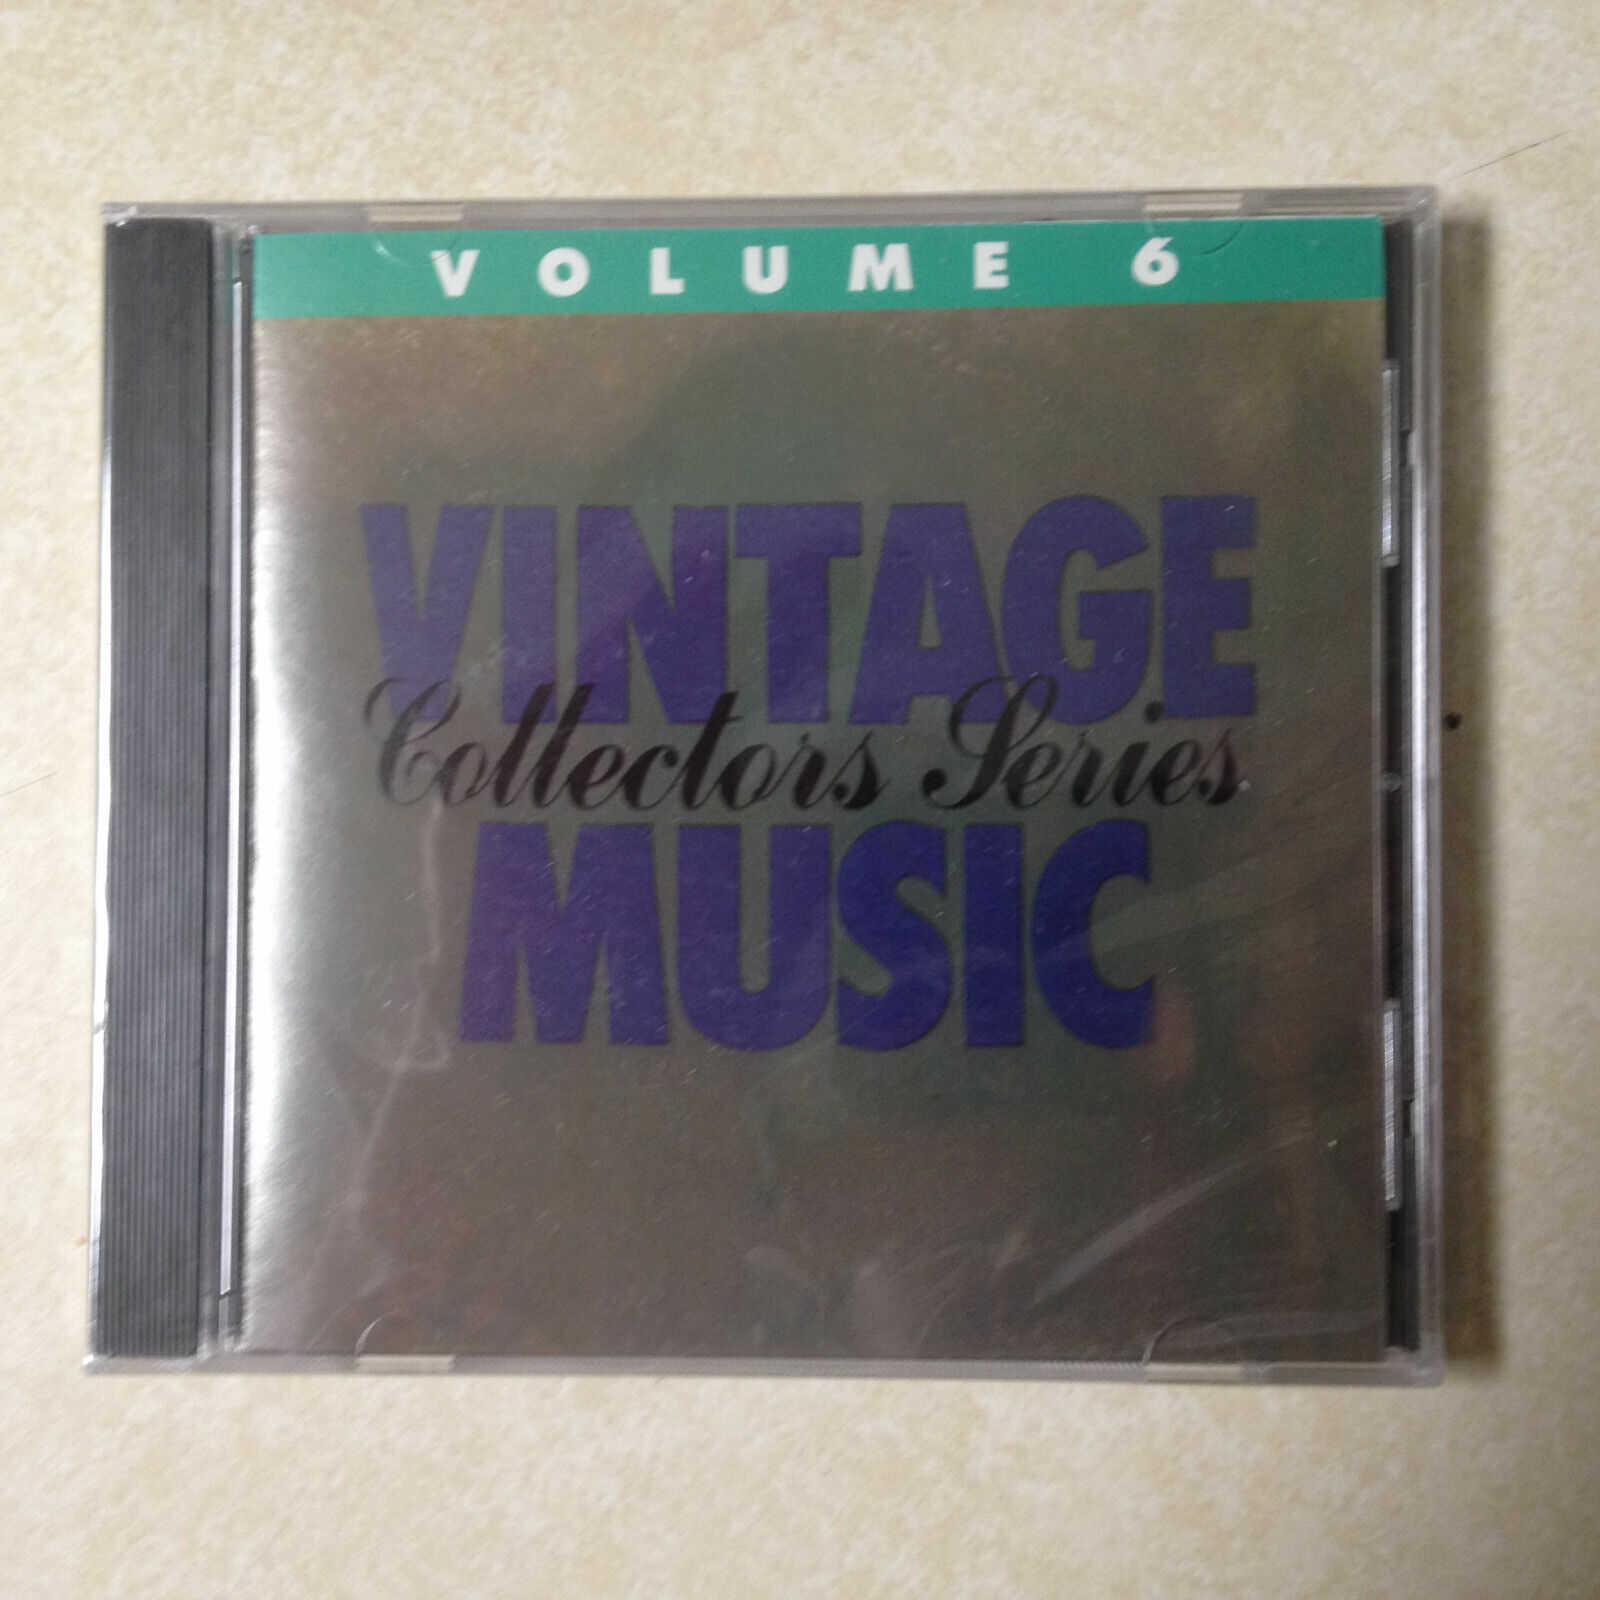 VOLUME 6
VINTAGE
Collectors Series
MUSIC